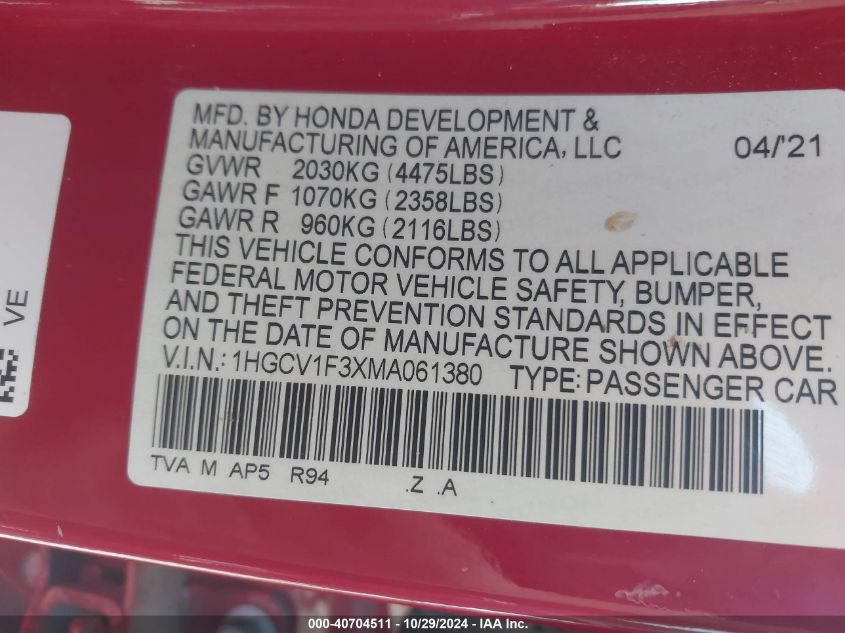 MFD. BY HONDA DEVELOPMENT &
MANUFACTURING OF AMERICA, LLC 04/'21
GVWR 2030KG (4475LBS)
GAWR F 1070KG (2358LBS)
GAWR R 960KG (2116LBS)
THIS VEHICLE CONFORMS TO ALL APPLICABLE
FEDERAL MOTOR VEHICLE SAFETY, BUMPER,
AND THEFT PREVENTION STANDARDS IN EFFECT
ON THE DATE OF MANUFACTURE SHOWN ABOVE.
V.I.N.: 1HGCV1F3XMA061380 TYPE: PASSENGER CAR
TVA M AP5 R94 .Z .A
VE
000-40704511 - 10/29/2024 - IAA Inc.